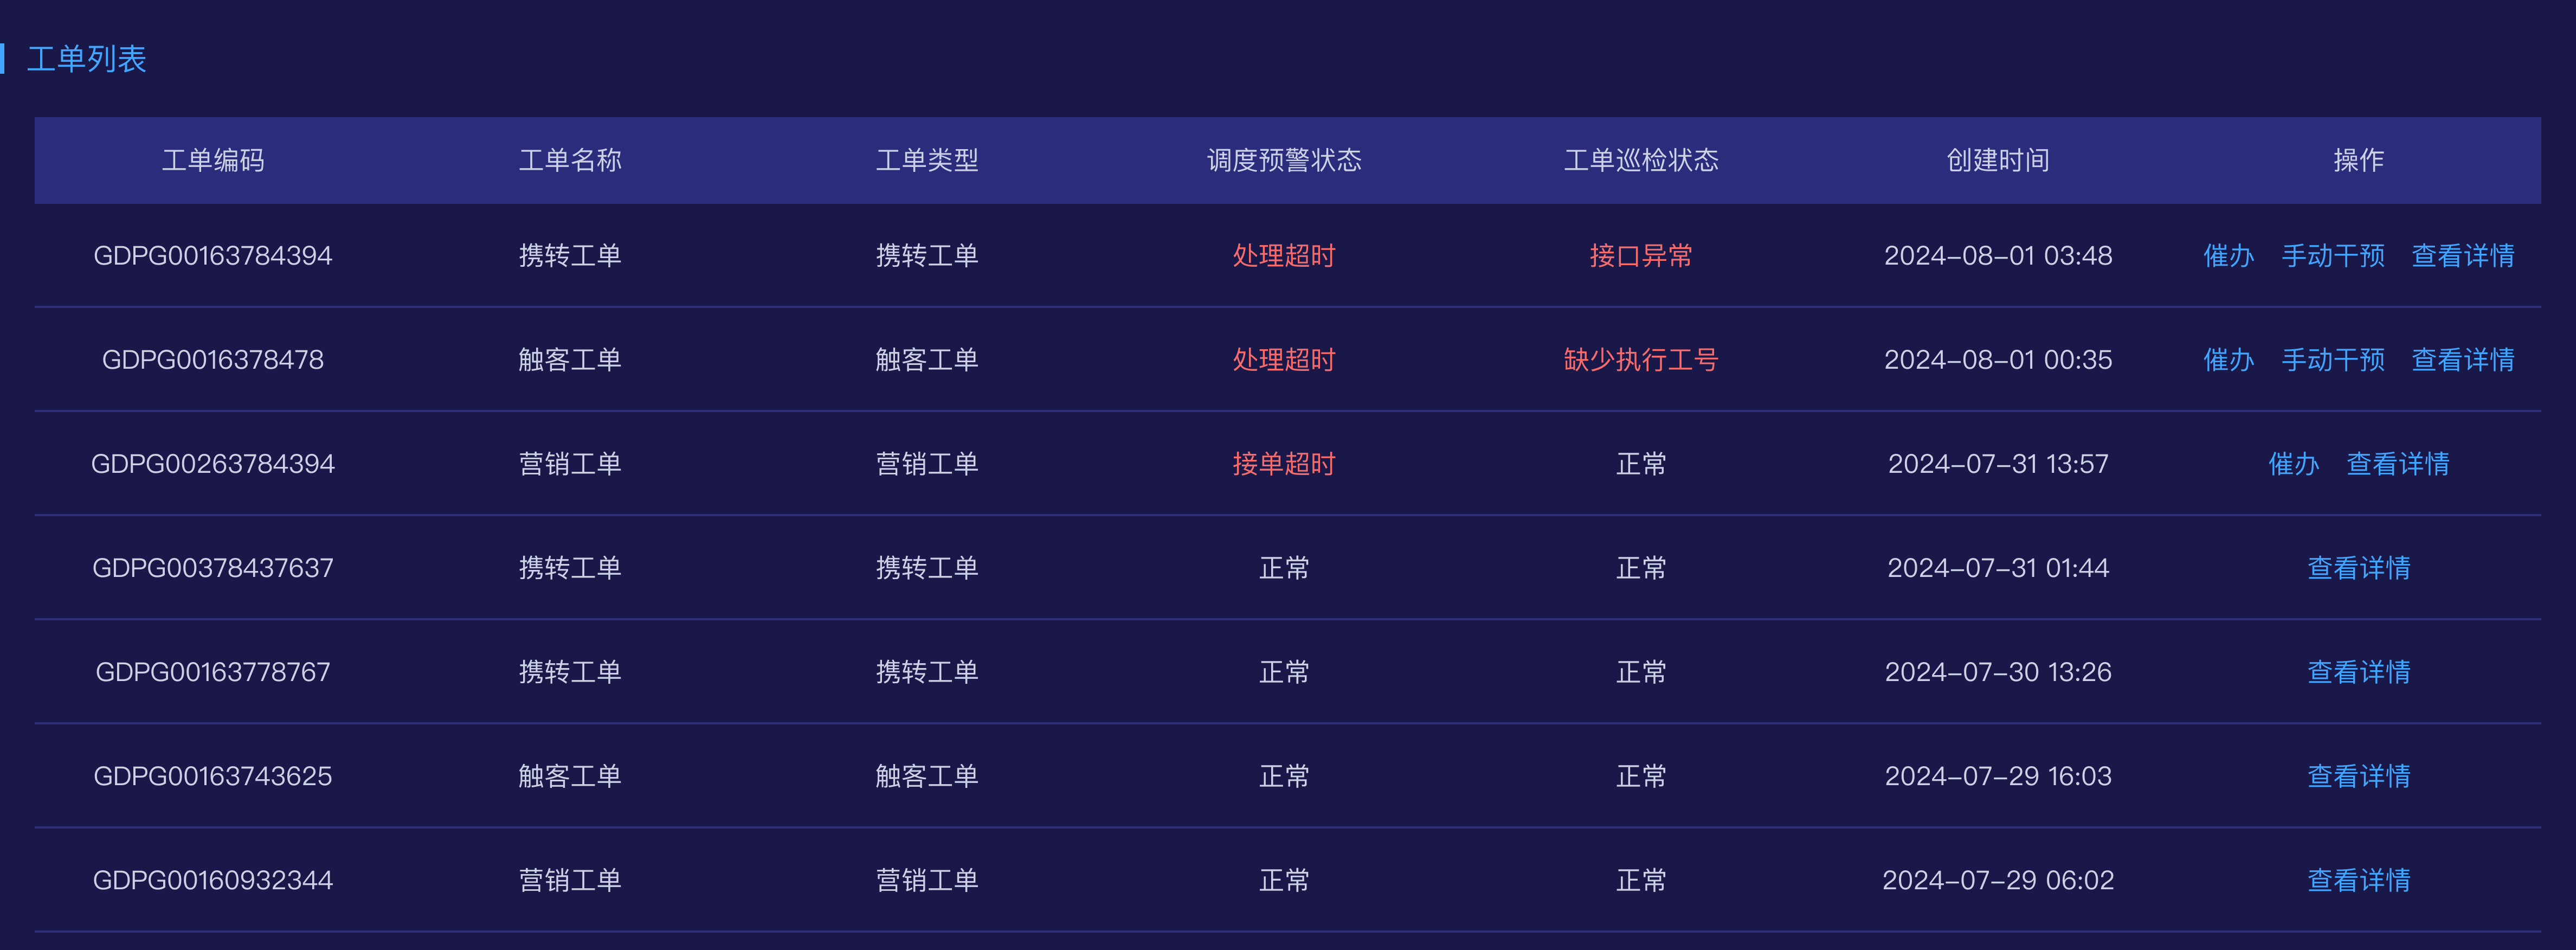 工单列表
工单编码 工单名称 工单类型 调度预警状态 工单巡检状态 创建时间 操作
GDPG00163784394 携转工单 携转工单 处理超时 接口异常 2024-08-01 03:48 催办 手动干预 查看详情
GDPG0016378478 触客工单 触客工单 处理超时 缺少执行工号 2024-08-01 00:35 催办 手动干预 查看详情
GDPG00263784394 营销工单 营销工单 接单超时 正常 2024-07-31 13:57 催办 查看详情
GDPG00378437637 携转工单 携转工单 正常 正常 2024-07-31 01:44 查看详情
GDPG00163778767 携转工单 携转工单 正常 正常 2024-07-30 13:26 查看详情
GDPG00163743625 触客工单 触客工单 正常 正常 2024-07-29 16:03 查看详情
GDPG00160932344 营销工单 营销工单 正常 正常 2024-07-29 06:02 查看详情